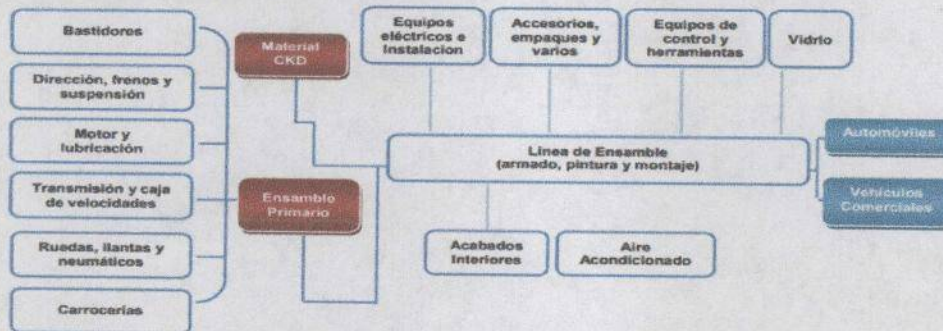 Bastidores
Dirección, frenos y
suspensión
Motor y
lubricación
Transmisión y caja
de velocidades
Ruedas, llantas y
neumáticos
Carrocerías
Material
CKD
Ensamble
Primario
Equipos
eléctricos e
Instalacion
Accesorios,
empaques y
varios
Equipos de
control y
herramientas
Vidrio
Linea de Ensamble
(armado, pintura y montaje)
Acabados
Interiores
Aire
Acondicionado
Automóviles
Vehículos
Comerciales